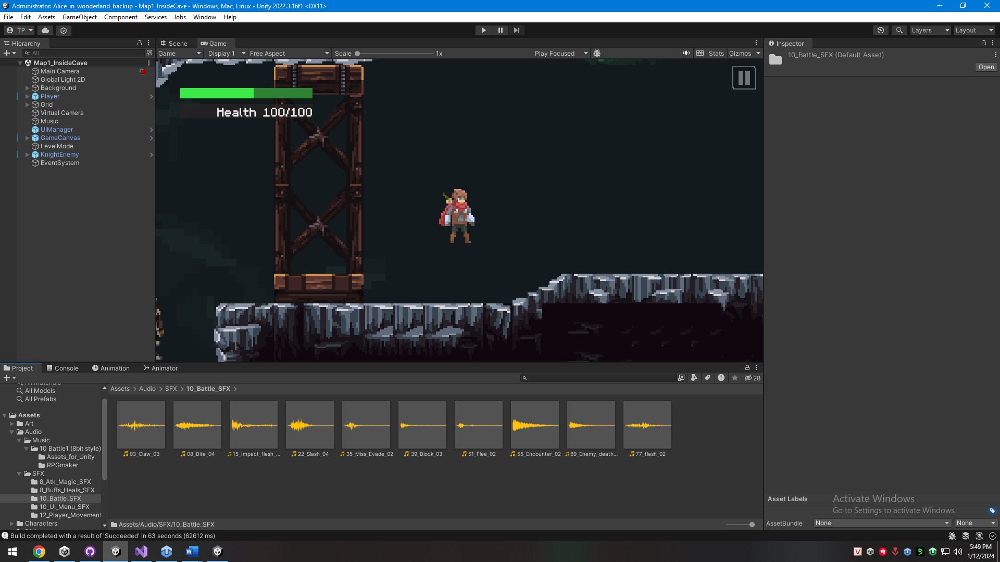 Administrator: Alice_in_wonderland_backup - Map1_InsideCave - Windows, Mac, Linux - Unity 2022.3.16f1 <DX11>
File Edit Assets GameObject Component Services Jobs Window Help
TP Layers Layout
Hierarchy
All
Map1_InsideCave
Main Camera
Global Light 2D
Background
Player
Grid
Virtual Camera
Music
UIManager
GameCanvas
LevelMode
KnightEnemy
EventSystem
Scene Game
Game Display 1 Free Aspect Scale 1x Play Focused Stats Gizmos
Health 100/100
Inspector
10_Battle_SFX (Default Asset)
Open
Project Console Animation Animator
28
All Models
All Prefabs
Assets
Art
Audio
Music
10 Battle1 (8bit style)
Assets_for_Unity
RPGmaker
SFX
8_Atk_Magic_SFX
8_Buffs_Heals_SFX
10_Battle_SFX
10_UI_Menu_SFX
12_Player_Movement
Characters
Assets > Audio > SFX > 10_Battle_SFX >
03_Claw_03
08_Bite_04
15_Impact_flesh_...
22_Slash_04
35_Miss_Evade_02
39_Block_03
51_Flee_02
55_Encounter_02
69_Enemy_death...
77_flesh_02
Assets/Audio/SFX/10_Battle_SFX
Asset Labels
Activate Windows
Go to Settings to activate Windows.
AssetBundle None None
Build completed with a result of 'Succeeded' in 63 seconds (62612 ms)
5:49 PM
1/12/2024